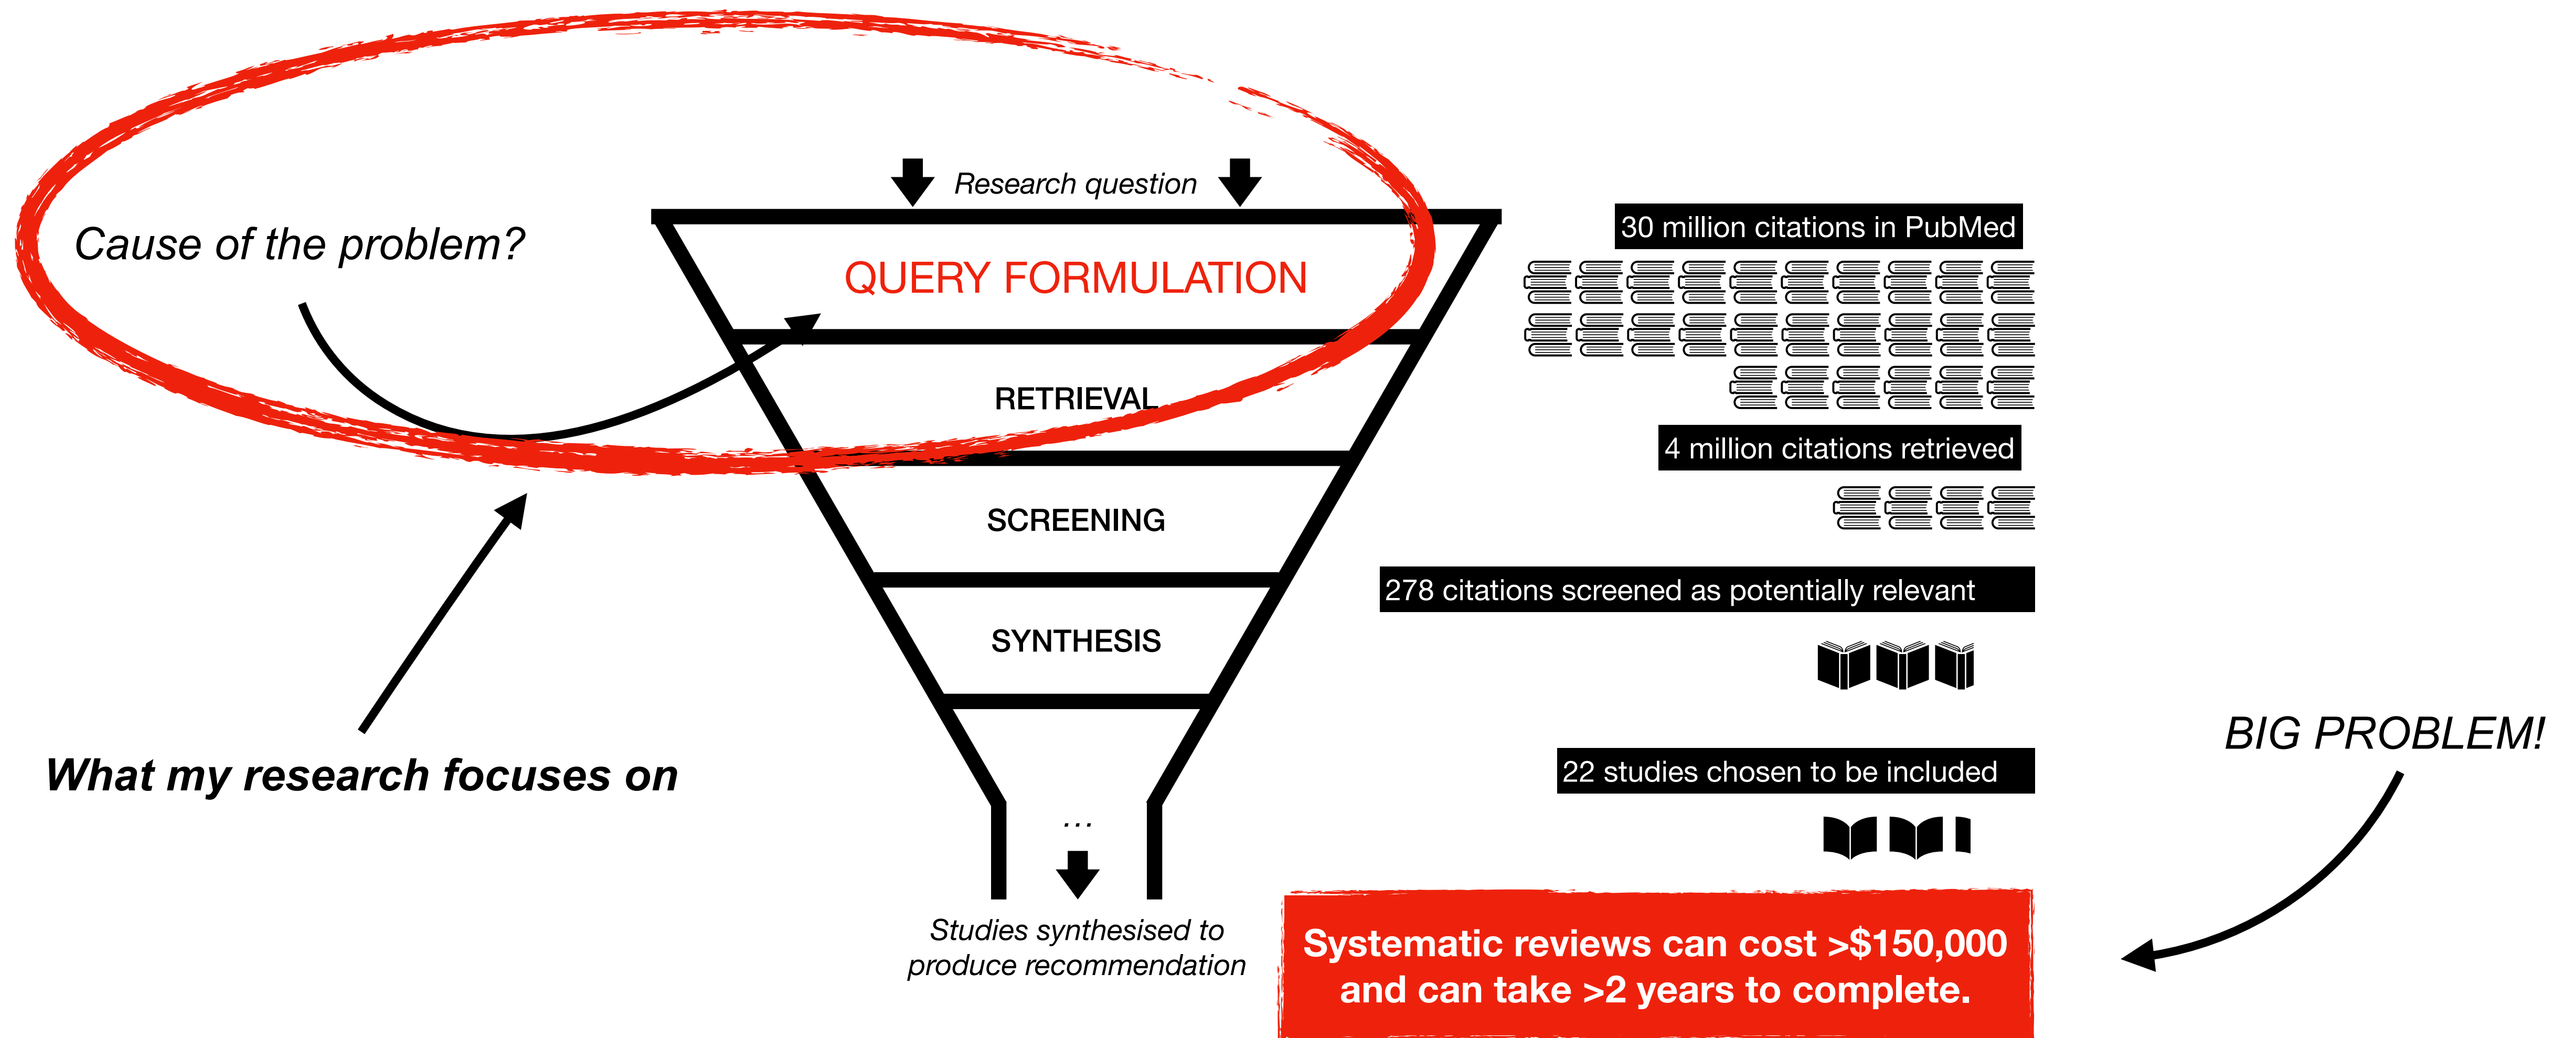 Research question
Cause of the problem?
QUERY FORMULATION
RETRIEVAL
SCREENING
SYNTHESIS
What my research focuses on
...
Studies synthesised to
produce recommendation
30 million citations in PubMed
4 million citations retrieved
278 citations screened as potentially relevant
22 studies chosen to be included
BIG PROBLEM!
Systematic reviews can cost >$150,000
and can take >2 years to complete.